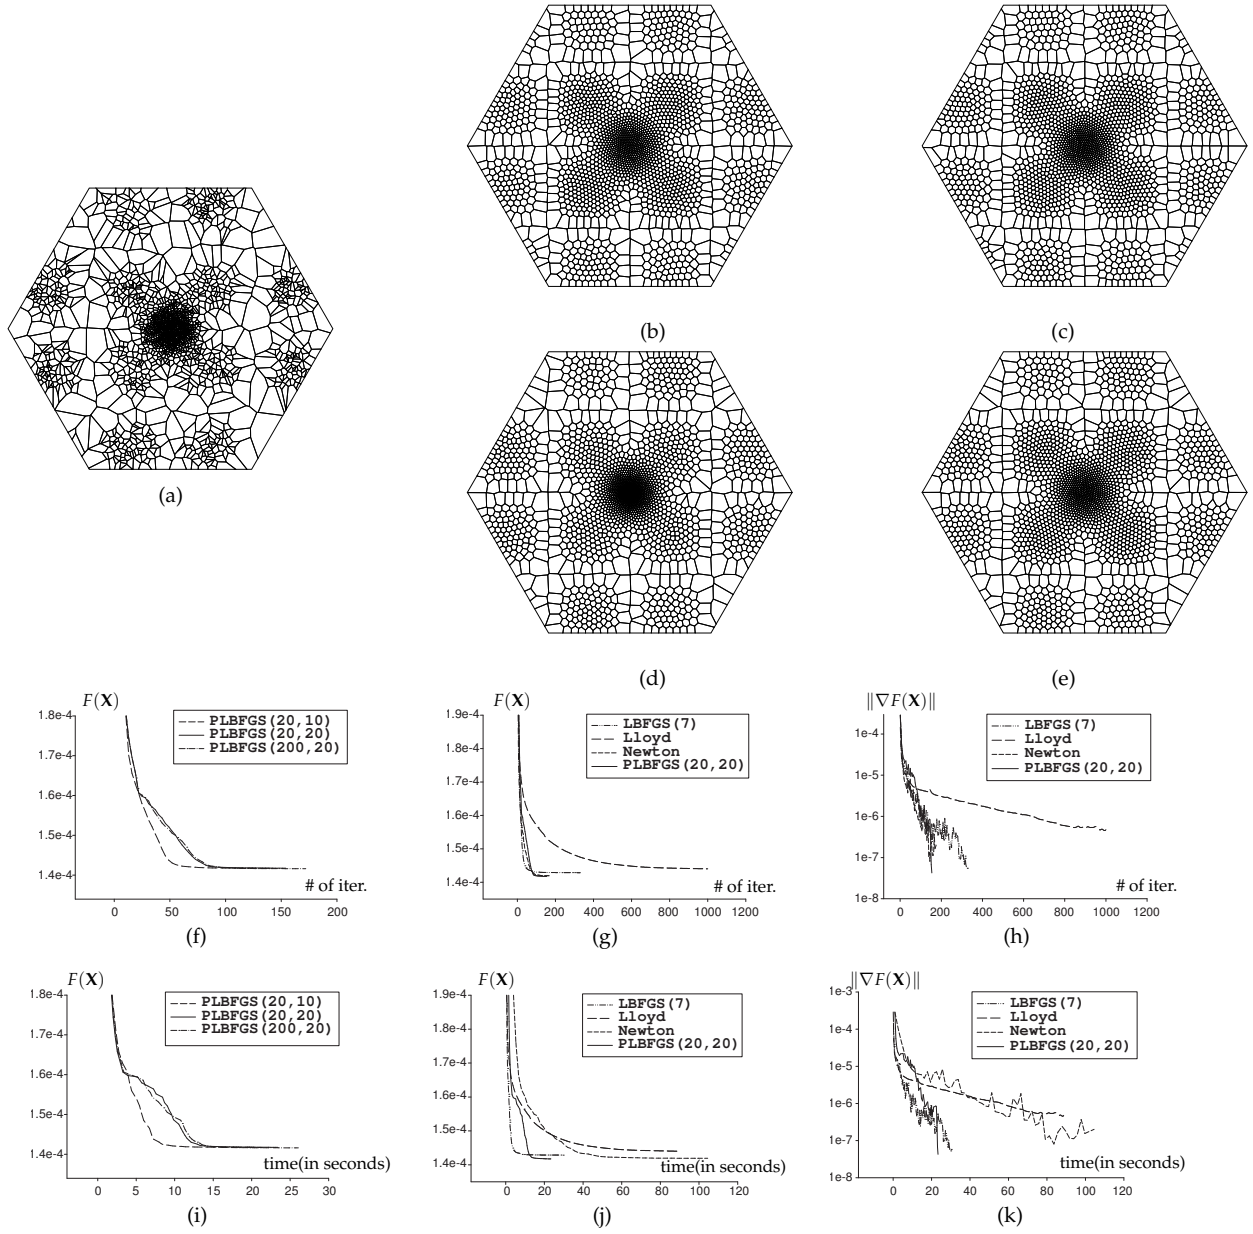 (a)
(b)
(c)
(d)
(e)
F(X)
1.8e-4
1.7e-4
1.6e-4
1.5e-4
1.4e-4
PLBFGS(20,10)
PLBFGS(20,20)
PLBFGS(200,20)
# of iter.
0 50 100 150 200
(f)
F(X)
1.9e-4
1.8e-4
1.7e-4
1.6e-4
1.5e-4
1.4e-4
LBFGS(7)
Lloyd
Newton
PLBFGS(20,20)
# of iter.
0 200 400 600 800 1000 1200
(g)
‖∇F(X)‖
1e-4
1e-5
1e-6
1e-7
1e-8
LBFGS(7)
Lloyd
Newton
PLBFGS(20,20)
# of iter.
0 200 400 600 800 1000 1200
(h)
F(X)
1.8e-4
1.7e-4
1.6e-4
1.5e-4
1.4e-4
PLBFGS(20,10)
PLBFGS(20,20)
PLBFGS(200,20)
time(in seconds)
0 5 10 15 20 25 30
(i)
F(X)
1.9e-4
1.8e-4
1.7e-4
1.6e-4
1.5e-4
1.4e-4
LBFGS(7)
Lloyd
Newton
PLBFGS(20,20)
time(in seconds)
0 20 40 60 80 100 120
(j)
‖∇F(X)‖
1e-3
1e-4
1e-5
1e-6
1e-7
1e-8
LBFGS(7)
Lloyd
Newton
PLBFGS(20,20)
time(in seconds)
0 20 40 60 80 100 120
(k)